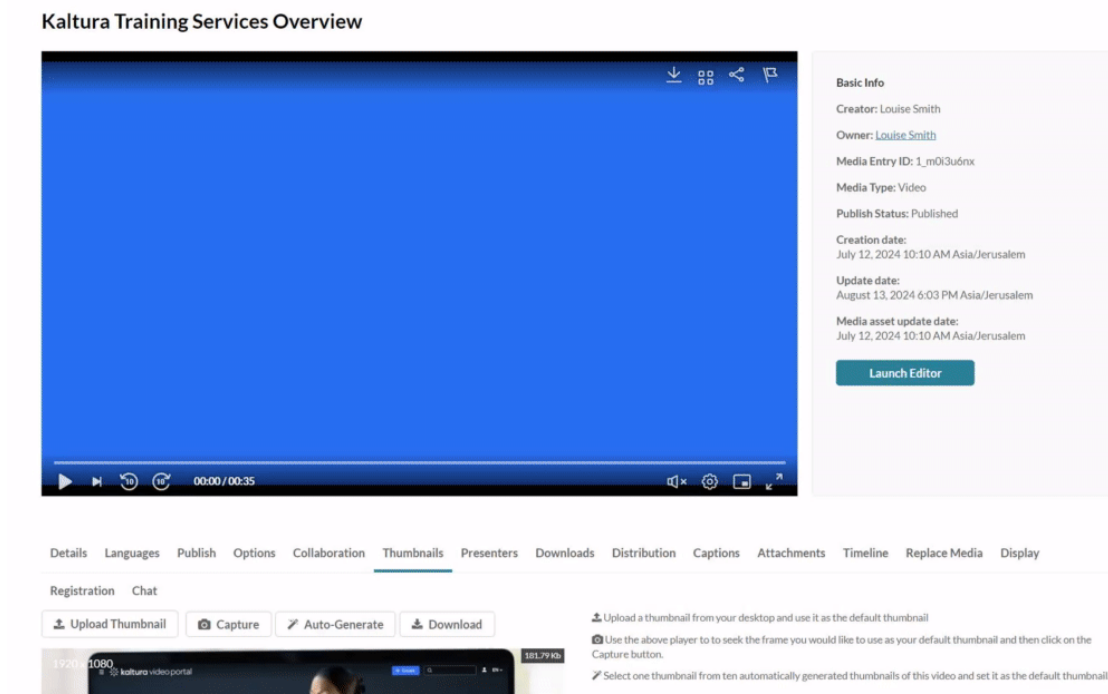 Kaltura Training Services Overview
Basic Info
Creator: Louise Smith
Owner: Louise Smith
Media Entry ID: 1_m0i3u6nx
Media Type: Video
Publish Status: Published
Creation date:
July 12, 2024 10:10 AM Asia/Jerusalem
Update date:
August 13, 2024 6:03 PM Asia/Jerusalem
Media asset update date:
July 12, 2024 10:10 AM Asia/Jerusalem
Launch Editor
10 10 00:00 / 00:35
Details Languages Publish Options Collaboration Thumbnails Presenters Downloads Distribution Captions Attachments Timeline Replace Media Display
Registration Chat
Upload Thumbnail Capture Auto-Generate Download
Upload a thumbnail from your desktop and use it as the default thumbnail
Use the above player to to seek the frame you would like to use as your default thumbnail and then click on the
Capture button.
Select one thumbnail from ten automatically generated thumbnails of this video and set it as the default thumbnail
1920 x 1080
181.79 Kb
kaltura video portal